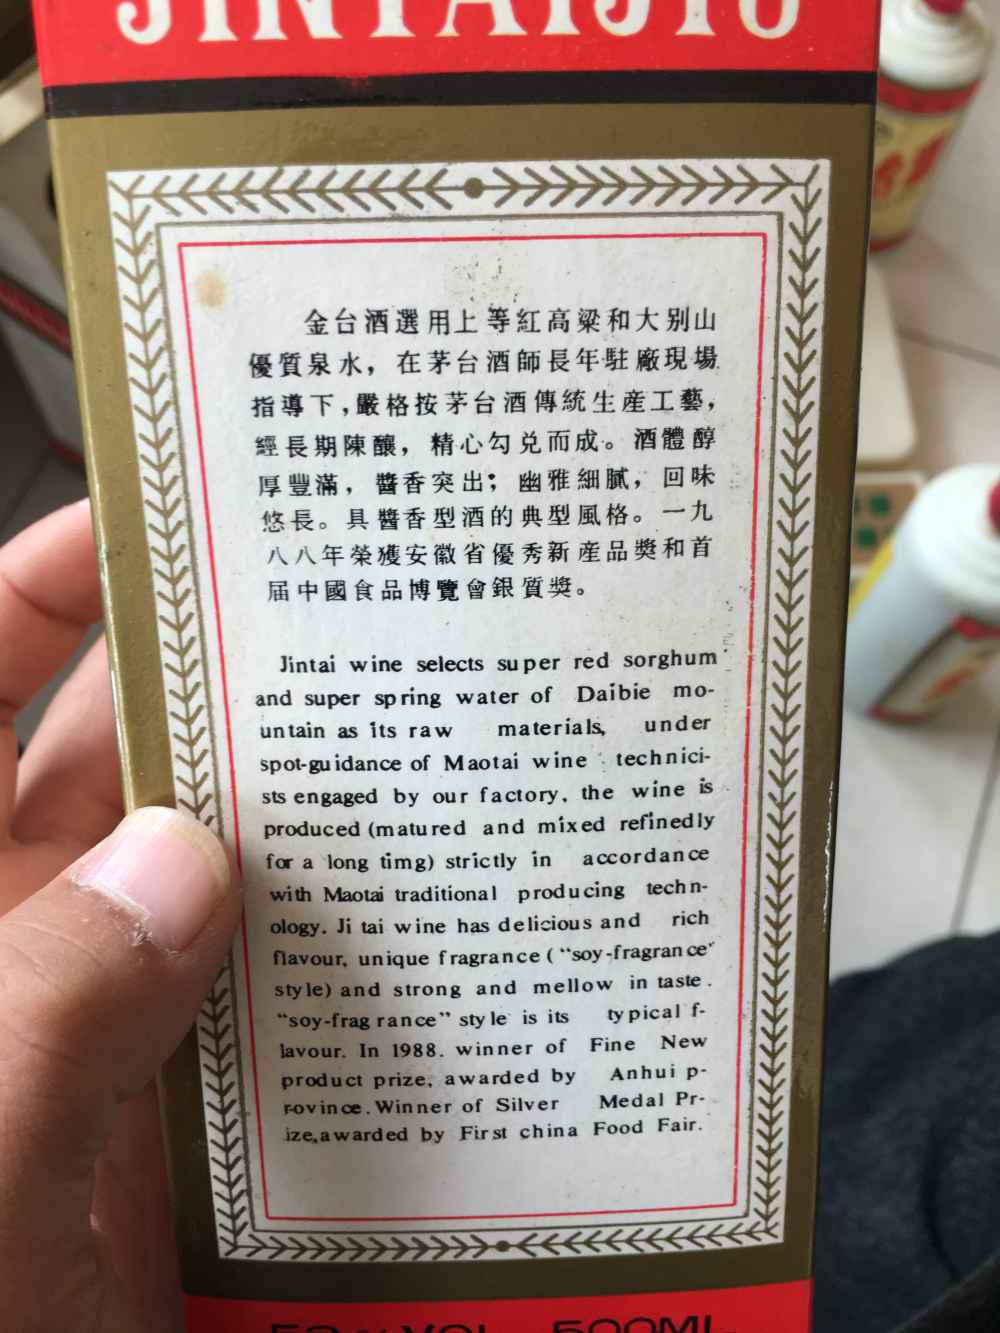 JINTAIJIU
金台酒選用上等紅高粱和大别山
優質泉水，在茅台酒師長年駐廠現場
指導下，嚴格按茅台酒傳統生産工藝，
經長期陳釀，精心勾兑而成。酒體醇
厚豐滿，醬香突出；幽雅細膩，回味
悠長。具醬香型酒的典型風格。一九
八八年榮獲安徽省優秀新産品獎和首
届中國食品博覽會銀質獎。
Jintai wine selects super red sorghum
and super spring water of Daibie mo-
untain as its raw materials, under
spot-guidance of Maotai wine technici-
sts engaged by our factory, the wine is
produced (matured and mixed refinedly
for a long timg) strictly in accordance
with Maotai traditional producing techn-
ology. Ji tai wine has delicious and rich
flavour, unique fragrance ( “soy-fragrance”
style) and strong and mellow in taste.
“soy-fragrance” style is its typical f-
lavour. In 1988. winner of Fine New
product prize, awarded by Anhui p-
rovince. Winner of Silver Medal Pr-
ize, awarded by First china Food Fair.
VOL 500ML